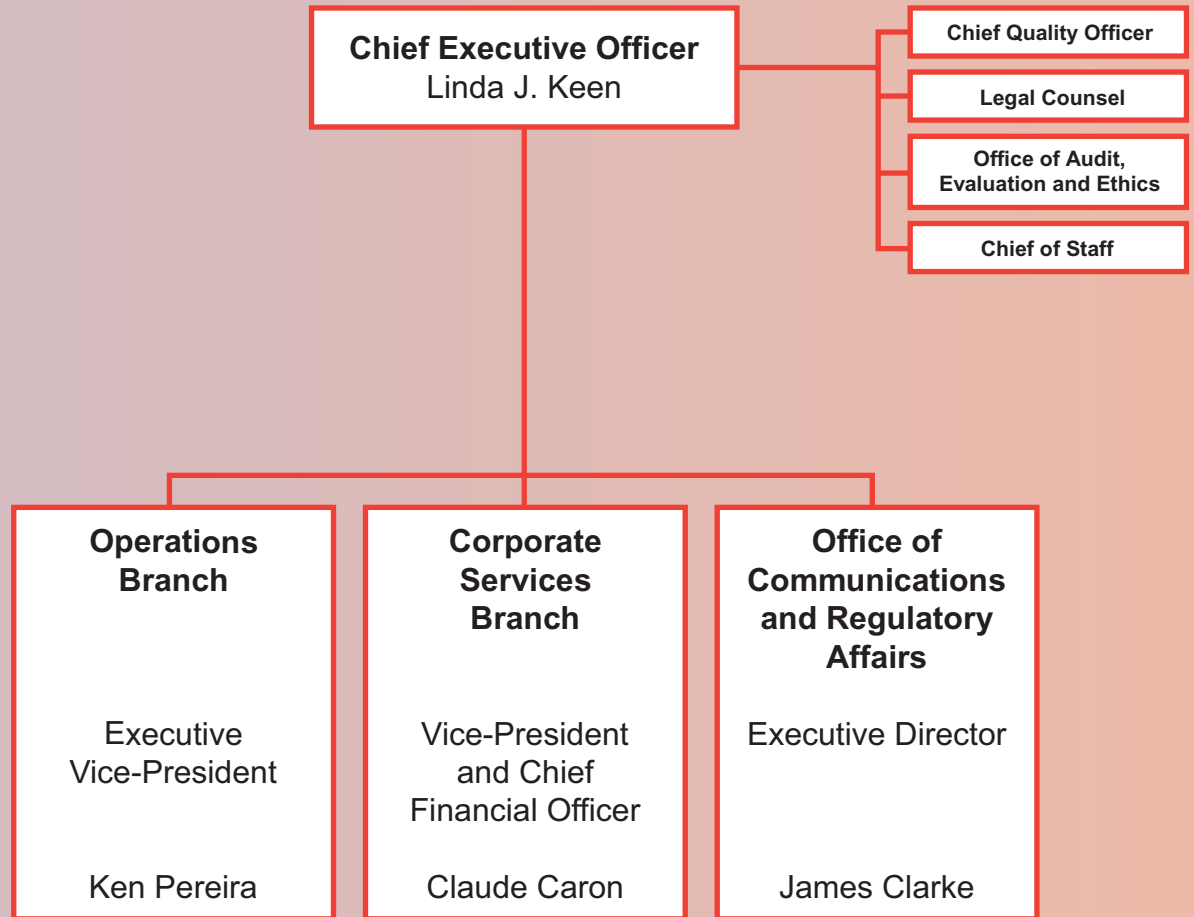 Chief Executive Officer
Linda J. Keen
Chief Quality Officer
Legal Counsel
Office of Audit,
Evaluation and Ethics
Chief of Staff
Operations
Branch
Executive
Vice-President
Ken Pereira
Corporate
Services
Branch
Vice-President
and Chief
Financial Officer
Claude Caron
Office of
Communications
and Regulatory
Affairs
Executive Director
James Clarke